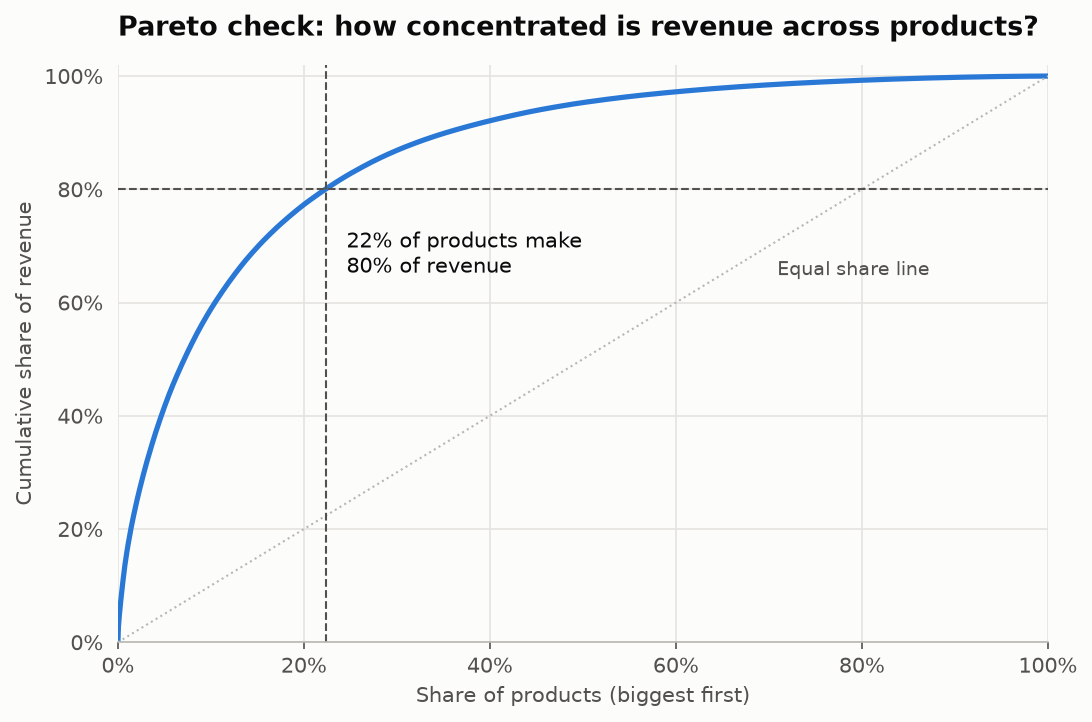 Pareto check: how concentrated is revenue across products?
Cumulative share of revenue
100%
80%
60%
40%
20%
0%
22% of products make
80% of revenue
Equal share line
0%
20%
40%
60%
80%
100%
Share of products (biggest first)